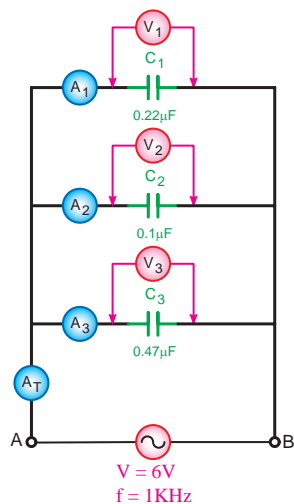 V1
C1
A1
0.22µF
V2
C2
A2
0.1µF
V3
C3
A3
0.47µF
AT
A
B
V = 6V
f = 1KHz